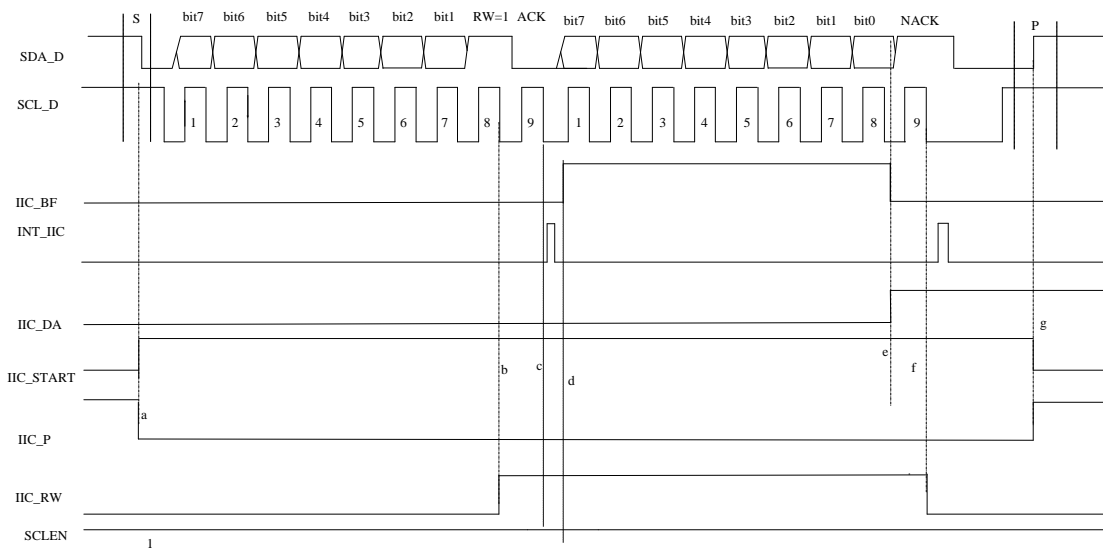 S bit7 bit6 bit5 bit4 bit3 bit2 bit1 RW=1 ACK bit7 bit6 bit5 bit4 bit3 bit2 bit1 bit0 NACK P
SDA_D
SCL_D
1 2 3 4 5 6 7 8 9 1 2 3 4 5 6 7 8 9
IIC_BF
INT_IIC
IIC_DA
g
e
b c d f
IIC_START
a
IIC_P
IIC_RW
SCLEN
1